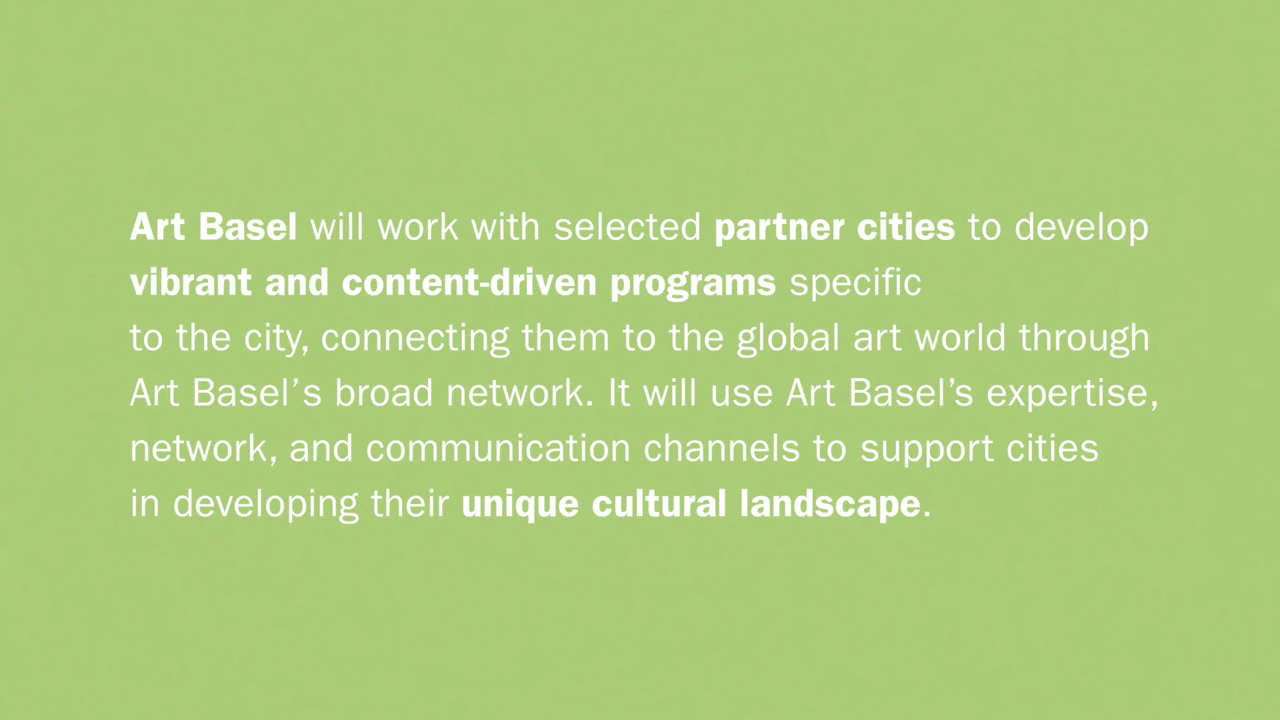 Art Basel will work with selected partner cities to develop
vibrant and content-driven programs specific
to the city, connecting them to the global art world through
Art Basel’s broad network. It will use Art Basel’s expertise,
network, and communication channels to support cities
in developing their unique cultural landscape.